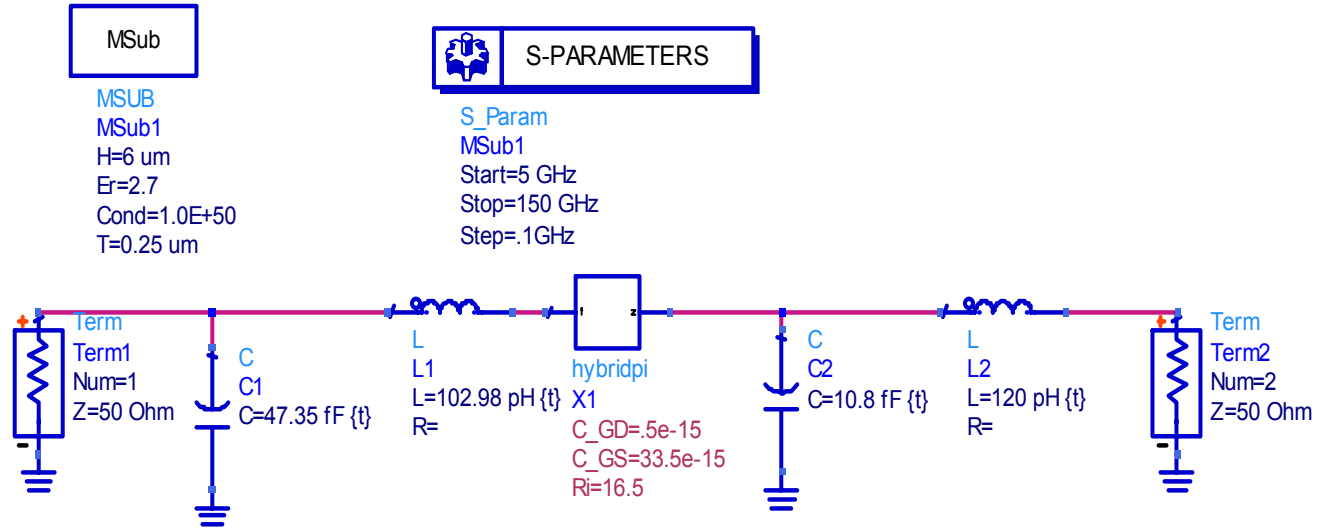 MSub
MSUB
MSub1
H=6 um
Er=2.7
Cond=1.0E+50
T=0.25 um
S-PARAMETERS
S_Param
MSub1
Start=5 GHz
Stop=150 GHz
Step=.1GHz
+
Term
Term1
Num=1
Z=50 Ohm
-
C
C1
C=47.35 fF {t}
L
L1
L=102.98 pH {t}
R=
hybridpi
X1
C_GD=.5e-15
C_GS=33.5e-15
Ri=16.5
C
C2
C=10.8 fF {t}
L
L2
L=120 pH {t}
R=
+
Term
Term2
Num=2
Z=50 Ohm
-